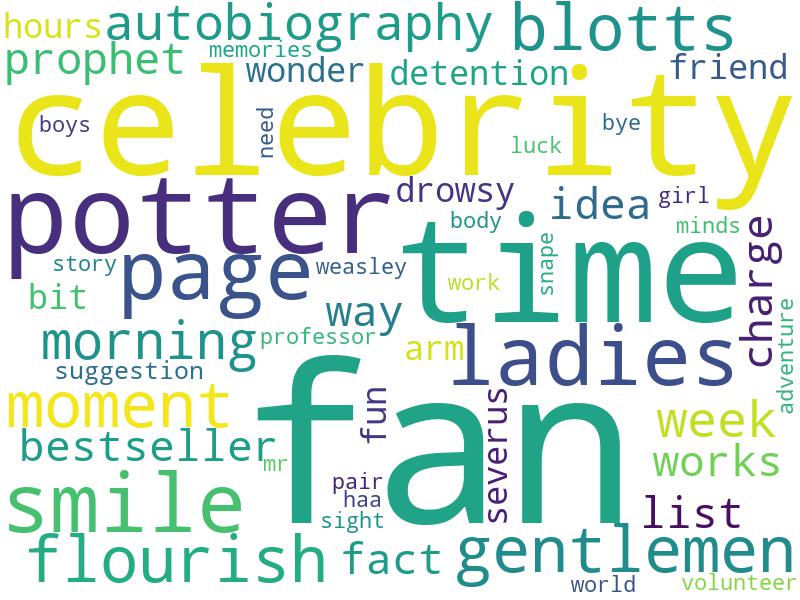 hours autobiography blotts
prophet memories wonder detention friend
celebrity
boys need luck bye
potter drowsy idea girl
body minds
story page weasley time snape charge
bit way work
morning professor arm ladies adventure
suggestion
moment fan fun severus week
bestseller mr works
smile pair haa list
sight
flourish fact gentlemen
world volunteer